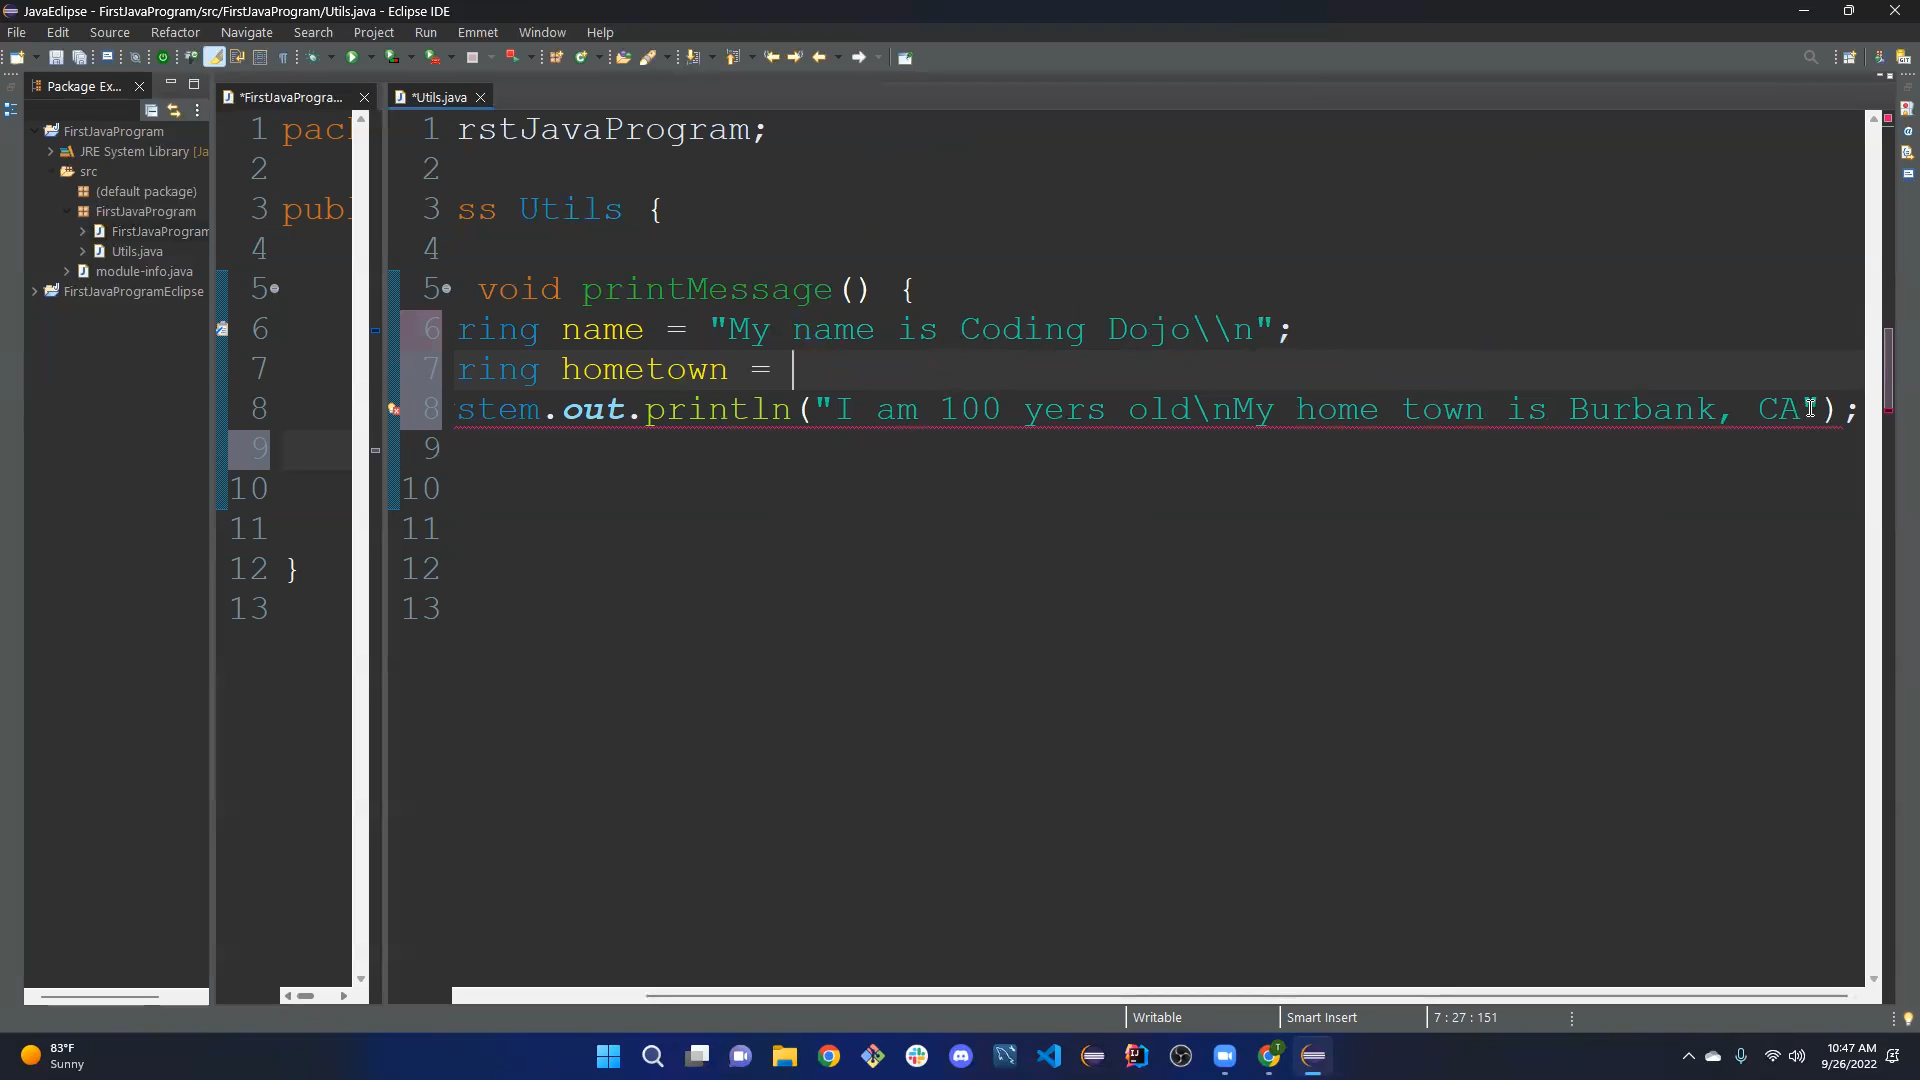 JavaEclipse - FirstJavaProgram/src/FirstJavaProgram/Utils.java - Eclipse IDE
File Edit Source Refactor Navigate Search Project Run Emmet Window Help
Package Ex...
*FirstJavaProgra...
*Utils.java
FirstJavaProgram
JRE System Library [Ja
src
(default package)
FirstJavaProgram
FirstJavaProgram
Utils.java
module-info.java
FirstJavaProgramEclipse
1 pac
2
3 publ
4
5
6
7
8
9
10
11
12 }
13
1 rstJavaProgram;
2
3 ss Utils {
4
5 void printMessage() {
6 ring name = "My name is Coding Dojo\\n";
7 ring hometown =
8 stem.out.println("I am 100 yers old\nMy home town is Burbank, CA");
9
10
11
12
13
Writable
Smart Insert
7 : 27 : 151
83°F
Sunny
10:47 AM
9/26/2022